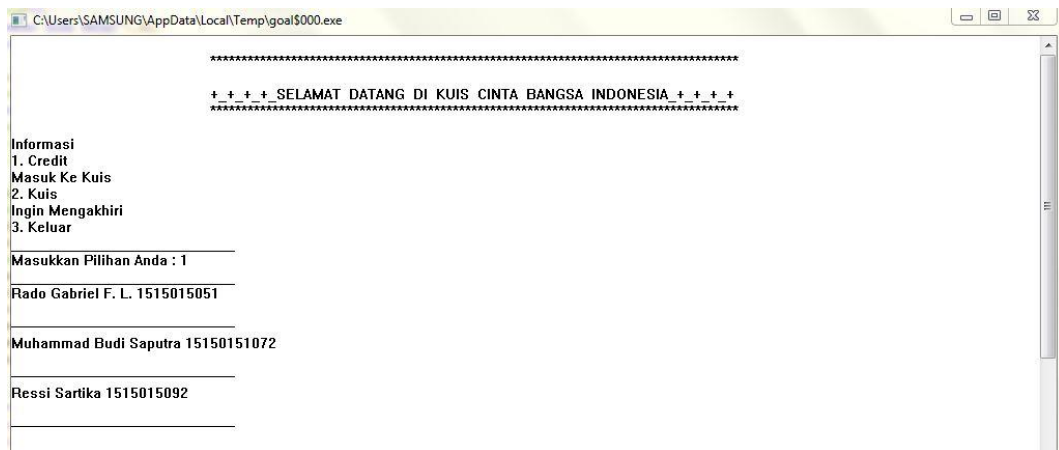 C:\Users\SAMSUNG\AppData\Local\Temp\goal$000.exe
****************************************************************************************
+_+_+_+_SELAMAT DATANG DI KUIS CINTA BANGSA INDONESIA_+_+_+_+
****************************************************************************************
Informasi
1. Credit
Masuk Ke Kuis
2. Kuis
Ingin Mengakhiri
3. Keluar
Masukkan Pilihan Anda : 1
Rado Gabriel F. L. 1515015051
Muhammad Budi Saputra 15150151072
Ressi Sartika 1515015092